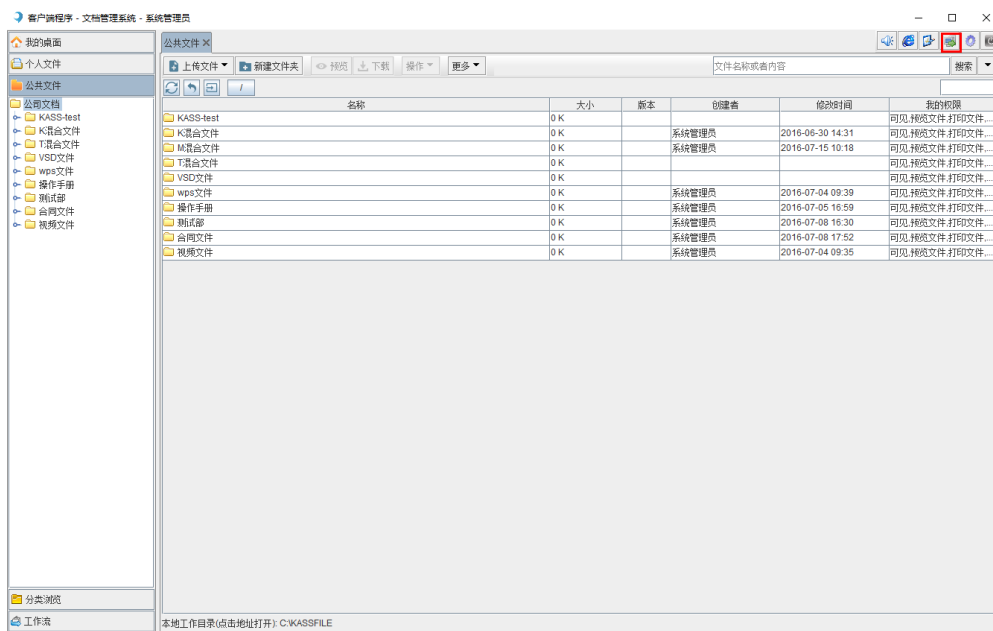 客户端程序 - 文档管理系统 - 系统管理员
我的桌面
个人文件
公共文件
公司文档
KASS-test
K混合文件
T混合文件
VSD文件
wps文件
操作手册
测试部
合同文件
视频文件
分类浏览
工作流
公共文件
上传文件 新建文件夹 预览 下载 操作 更多 文件名称或者内容 搜索
/
名称 大小 版本 创建者 修改时间 我的权限
KASS-test 0 K 可见,预览文件,打印文件,...
K混合文件 0 K 系统管理员 2016-06-30 14:31 可见,预览文件,打印文件,...
M混合文件 0 K 系统管理员 2016-07-15 10:18 可见,预览文件,打印文件,...
T混合文件 0 K 可见,预览文件,打印文件,...
VSD文件 0 K 可见,预览文件,打印文件,...
wps文件 0 K 系统管理员 2016-07-04 09:39 可见,预览文件,打印文件,...
操作手册 0 K 系统管理员 2016-07-05 16:59 可见,预览文件,打印文件,...
测试部 0 K 系统管理员 2016-07-08 16:30 可见,预览文件,打印文件,...
合同文件 0 K 系统管理员 2016-07-08 17:52 可见,预览文件,打印文件,...
视频文件 0 K 系统管理员 2016-07-04 09:35 可见,预览文件,打印文件,...
本地工作目录(点击地址打开): C:\KASSFILE